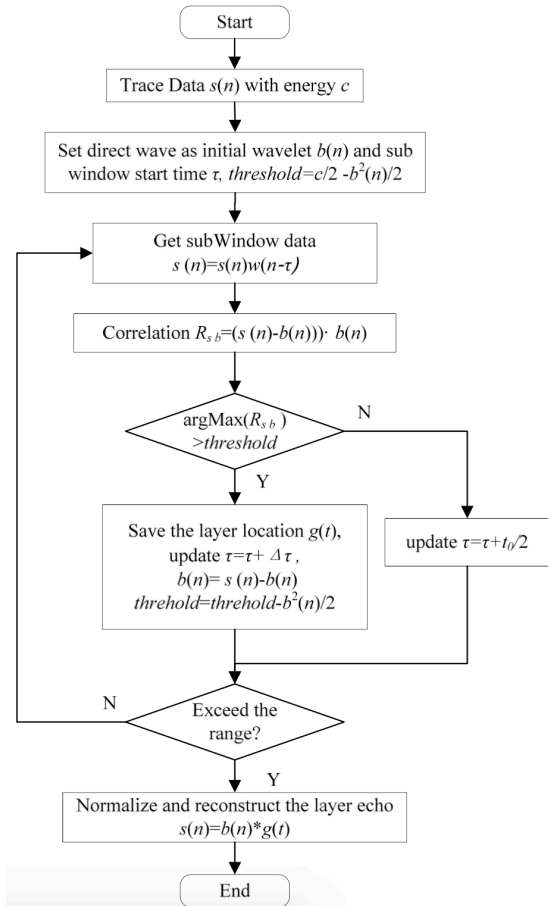 Start
Trace Data s(n) with energy c
Set direct wave as initial wavelet b(n) and sub
window start time τ, threshold=c/2 -b²(n)/2
Get subWindow data
s (n)=s(n)w(n-τ)
Correlation R_{s b}=(s (n)-b(n)))· b(n)
argMax(R_{s b})
>threshold
N
Y
Save the layer location g(t),
update τ=τ+ Δτ ,
b(n)= s (n)-b(n)
threhold=threhold-b²(n)/2
update τ=τ+t₀/2
N
Exceed the
range?
Y
Normalize and reconstruct the layer echo
s(n)=b(n)*g(t)
End